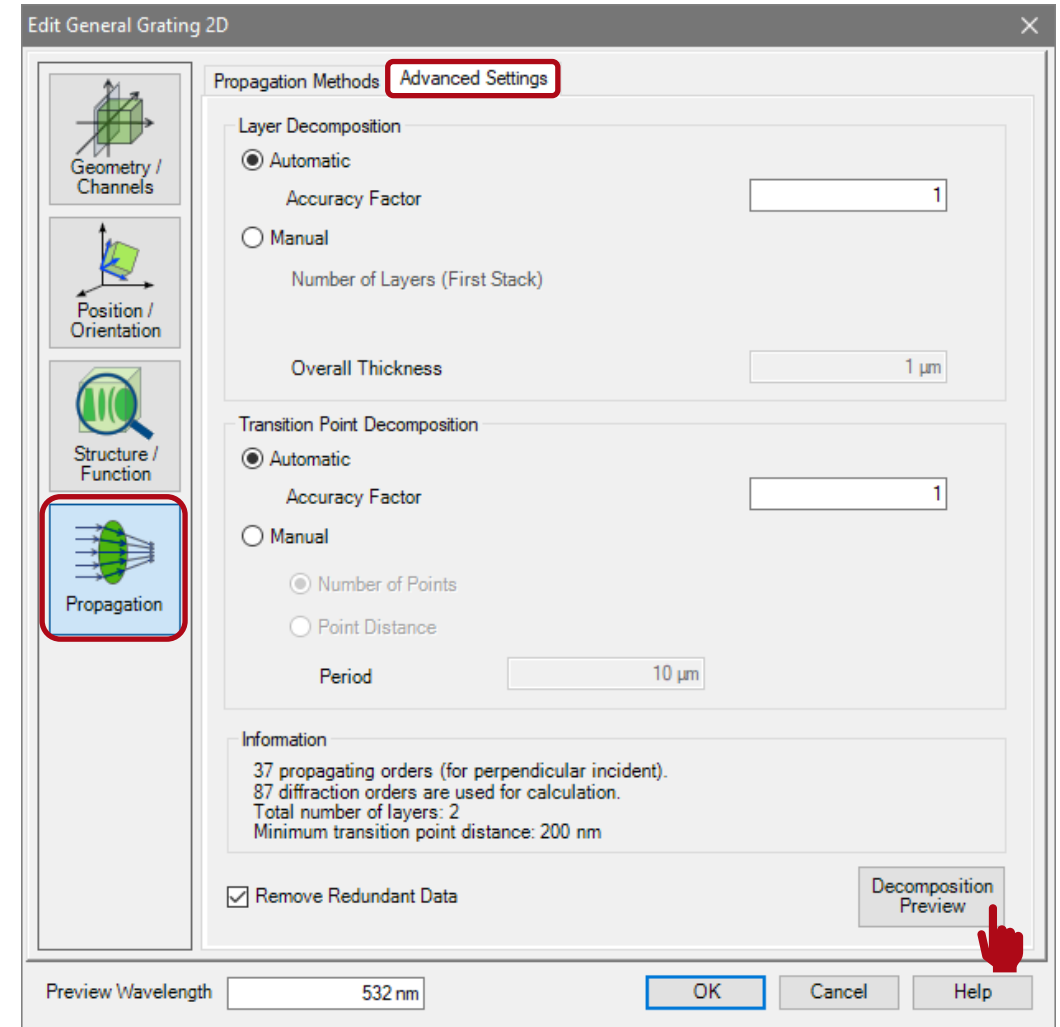 Edit General Grating 2D
Geometry /
Channels
Position /
Orientation
Structure /
Function
Propagation
Propagation Methods
Advanced Settings
Layer Decomposition
Automatic
Accuracy Factor
1
Manual
Number of Layers (First Stack)
Overall Thickness
1 µm
Transition Point Decomposition
Automatic
Accuracy Factor
1
Manual
Number of Points
Point Distance
Period
10 µm
Information
37 propagating orders (for perpendicular incident).
87 diffraction orders are used for calculation.
Total number of layers: 2
Minimum transition point distance: 200 nm
Remove Redundant Data
Decomposition
Preview
Preview Wavelength
532 nm
OK
Cancel
Help